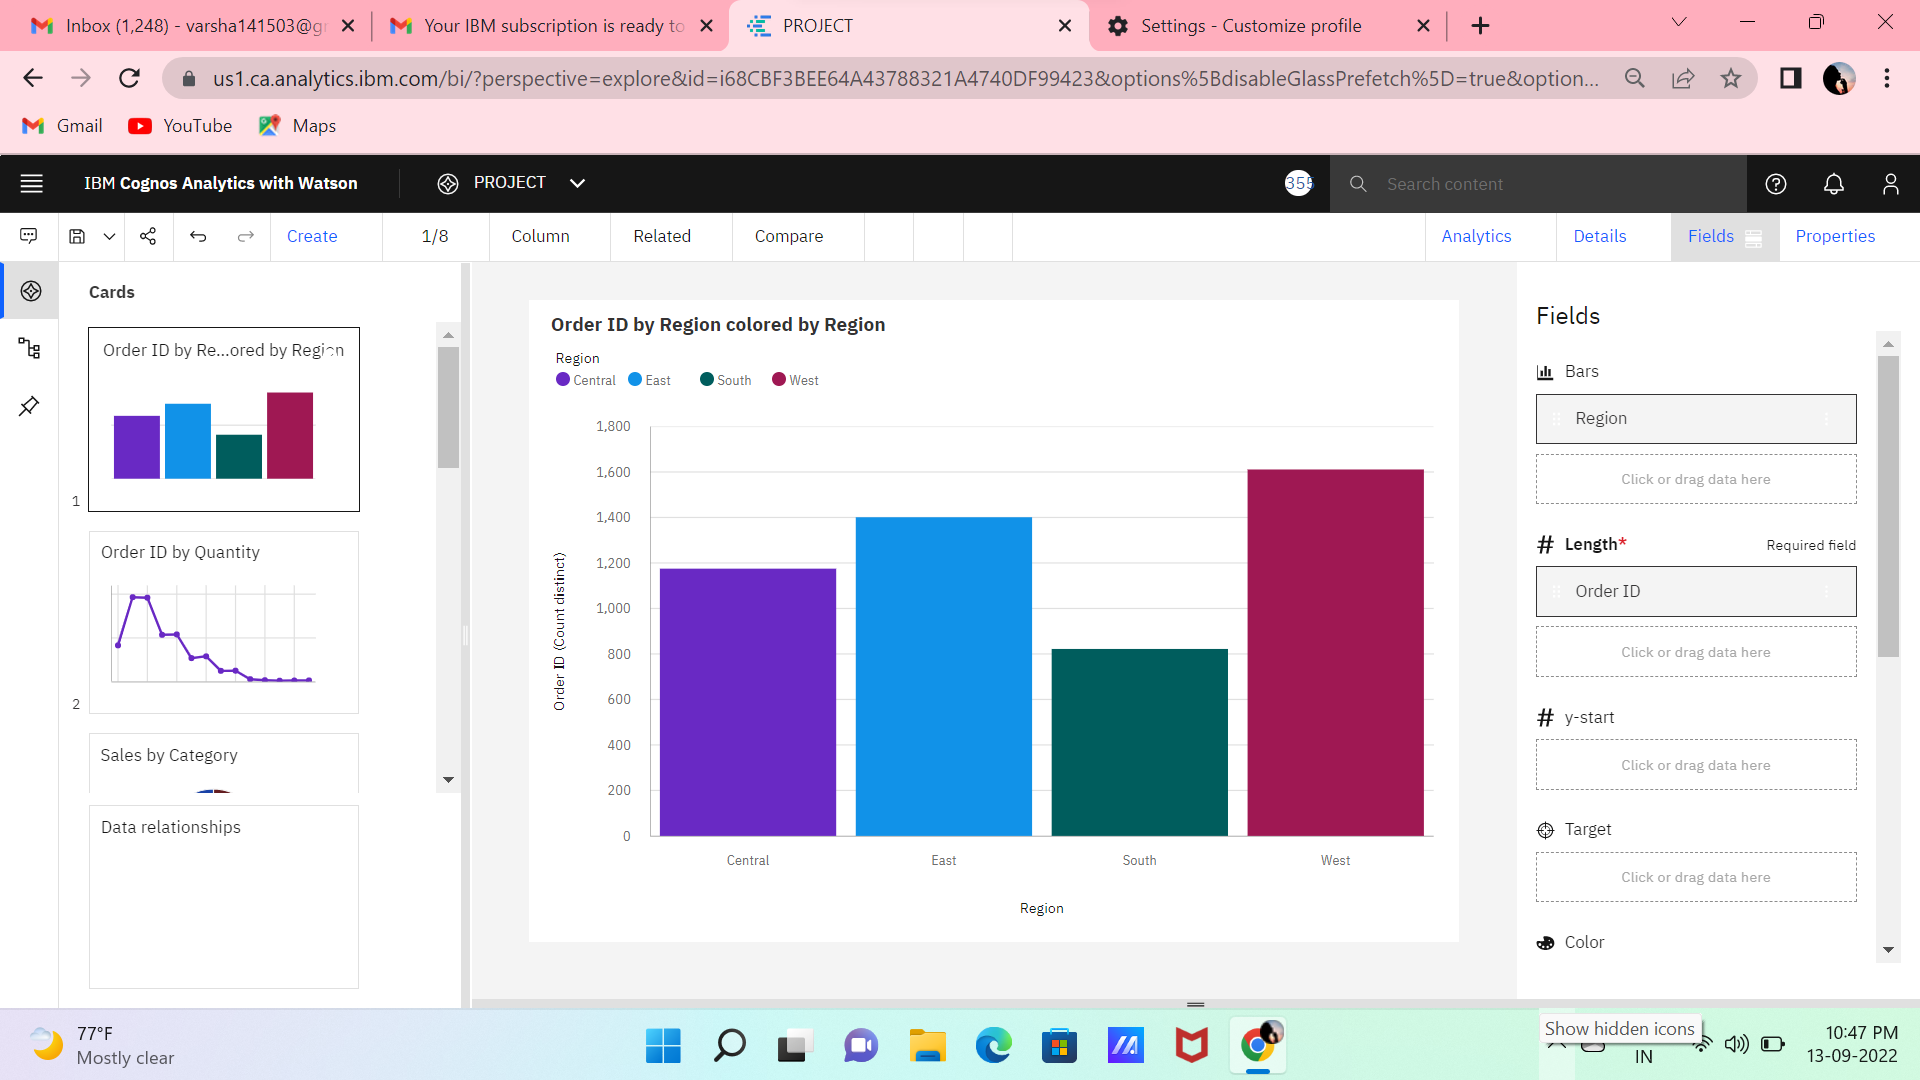 Inbox (1,248) - varsha141503@gr
Your IBM subscription is ready to
PROJECT
Settings - Customize profile
us1.ca.analytics.ibm.com/bi/?perspective=explore&id=i68CBF3BEE64A43788321A4740DF99423&options%5BdisableGlassPrefetch%5D=true&option...
Gmail
YouTube
Maps
IBM Cognos Analytics with Watson
PROJECT
355
Search content
Create
1/8
Column
Related
Compare
Analytics
Details
Fields
Properties
Cards
Order ID by Re...ored by Region
1
Order ID by Quantity
2
Sales by Category
Data relationships
Order ID by Region colored by Region
Region
Central East South West
1,800
1,600
1,400
1,200
1,000
800
600
400
200
0
Order ID (Count distinct)
Central East South West
Region
Fields
Bars
Region
Click or drag data here
Length* Required field
Order ID
Click or drag data here
y-start
Click or drag data here
Target
Click or drag data here
Color
77°F
Mostly clear
Show hidden icons
IN
10:47 PM
13-09-2022